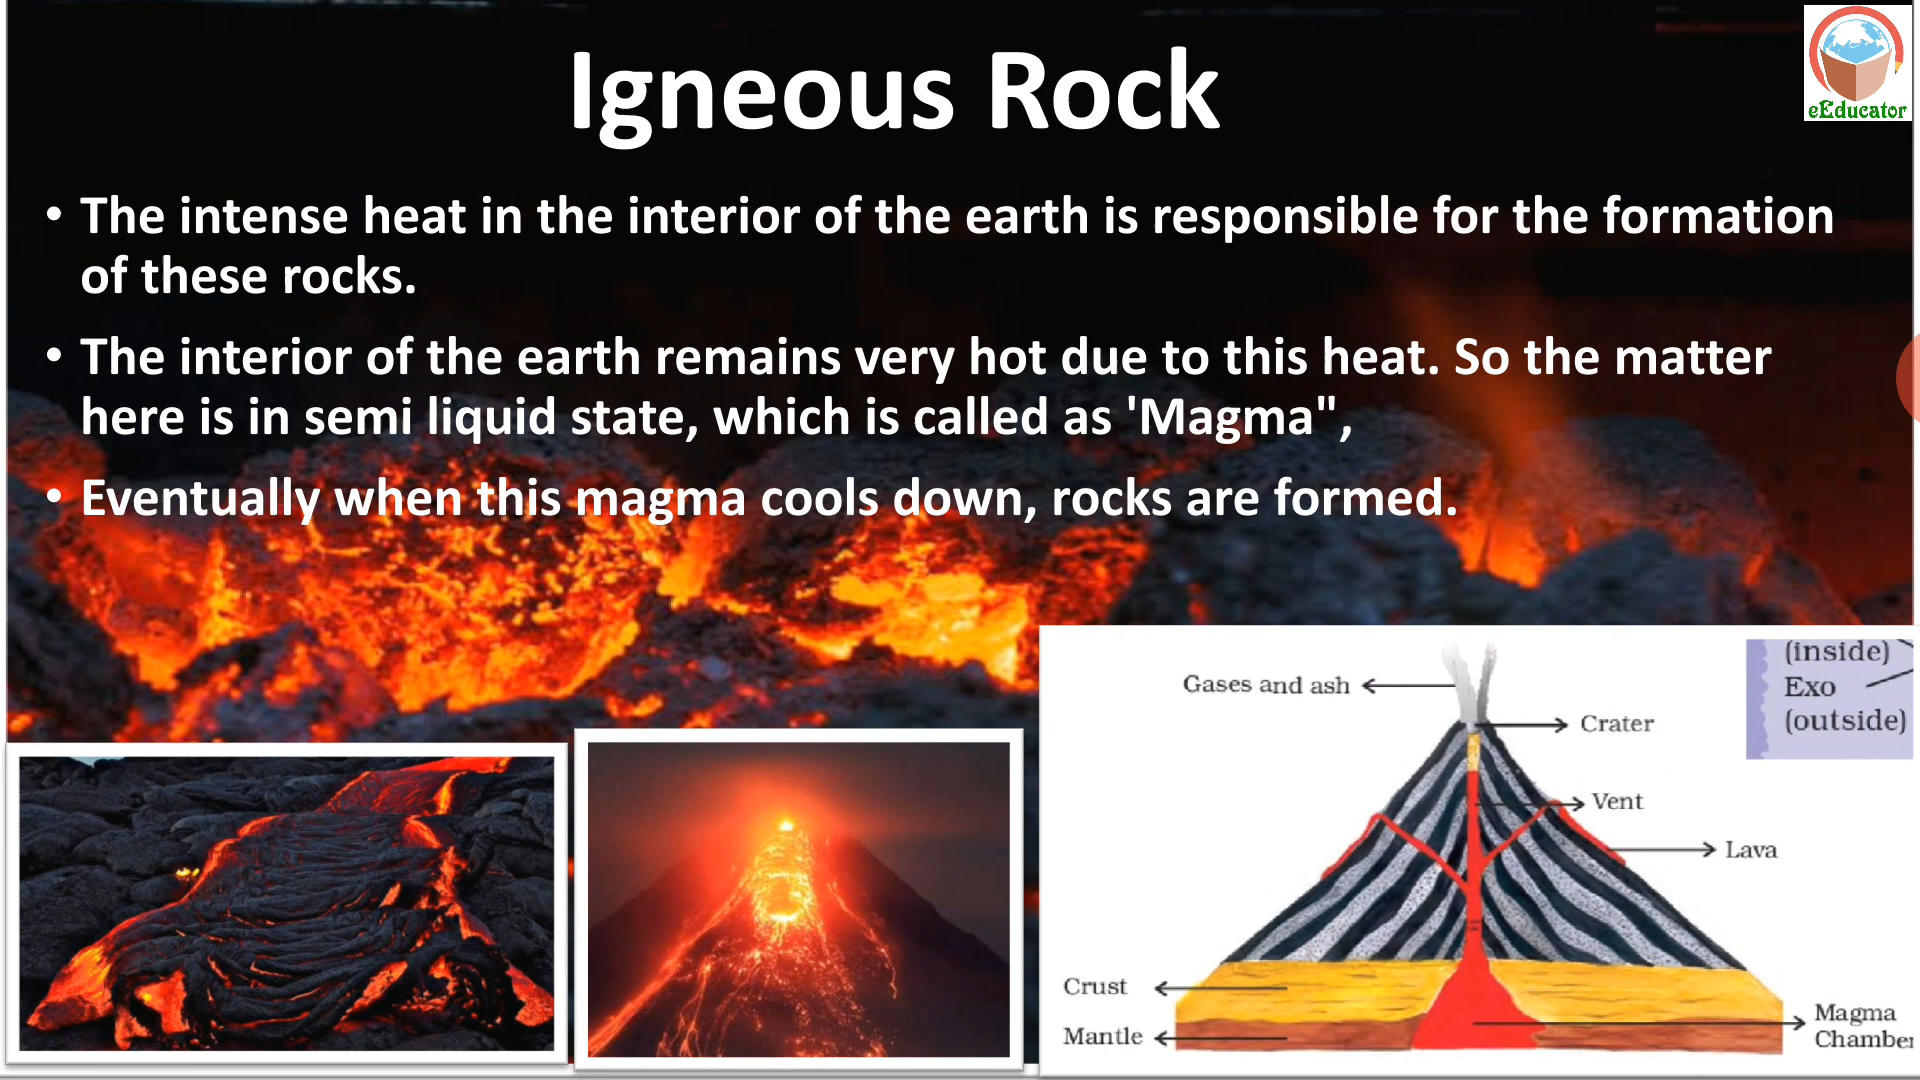 Igneous Rock
eEducator
• The intense heat in the interior of the earth is responsible for the formation
of these rocks.
• The interior of the earth remains very hot due to this heat. So the matter
here is in semi liquid state, which is called as 'Magma",
• Eventually when this magma cools down, rocks are formed.
(inside)
Exo
(outside)
Gases and ash
Crater
Vent
Lava
Crust
Mantle
Magma
Chamber